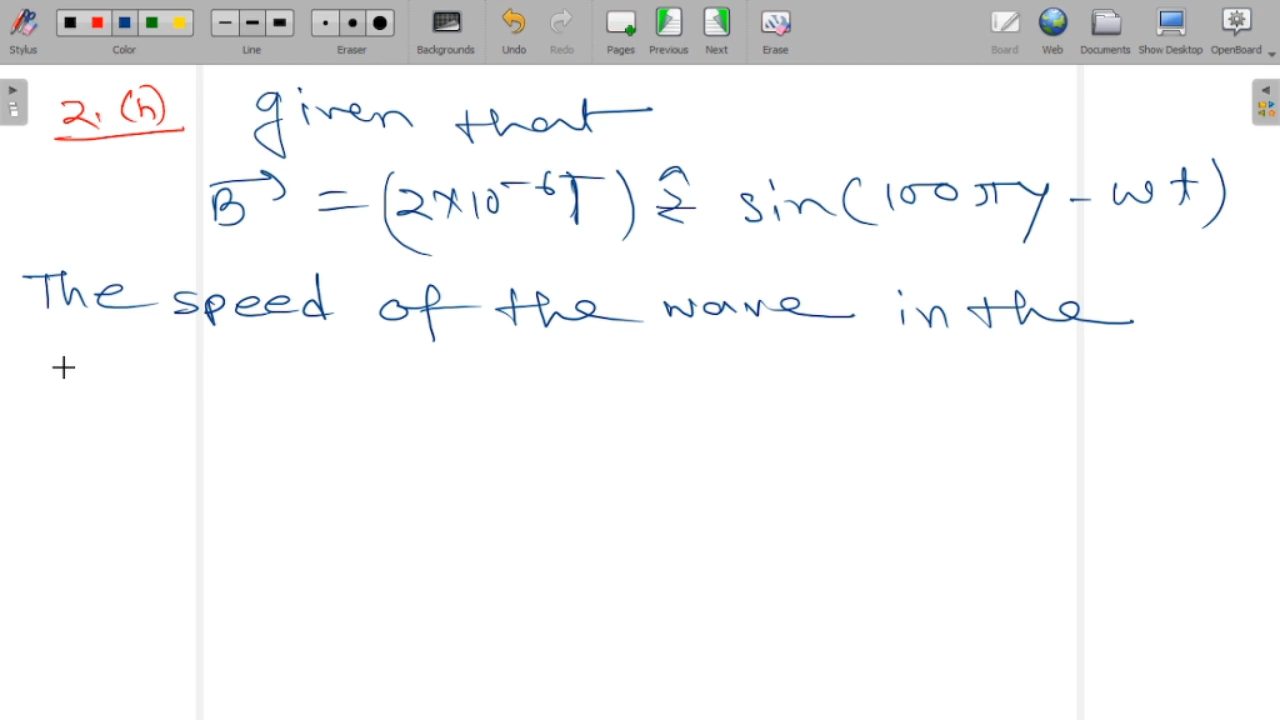 Stylus Color Line Eraser Backgrounds Undo Redo Pages Previous Next Erase Board Web Documents Show Desktop OpenBoard
2. (h) given that
B⃗ = (2×10⁻⁶T) ẑ sin(100πy - ωt)
The speed of the wave in the